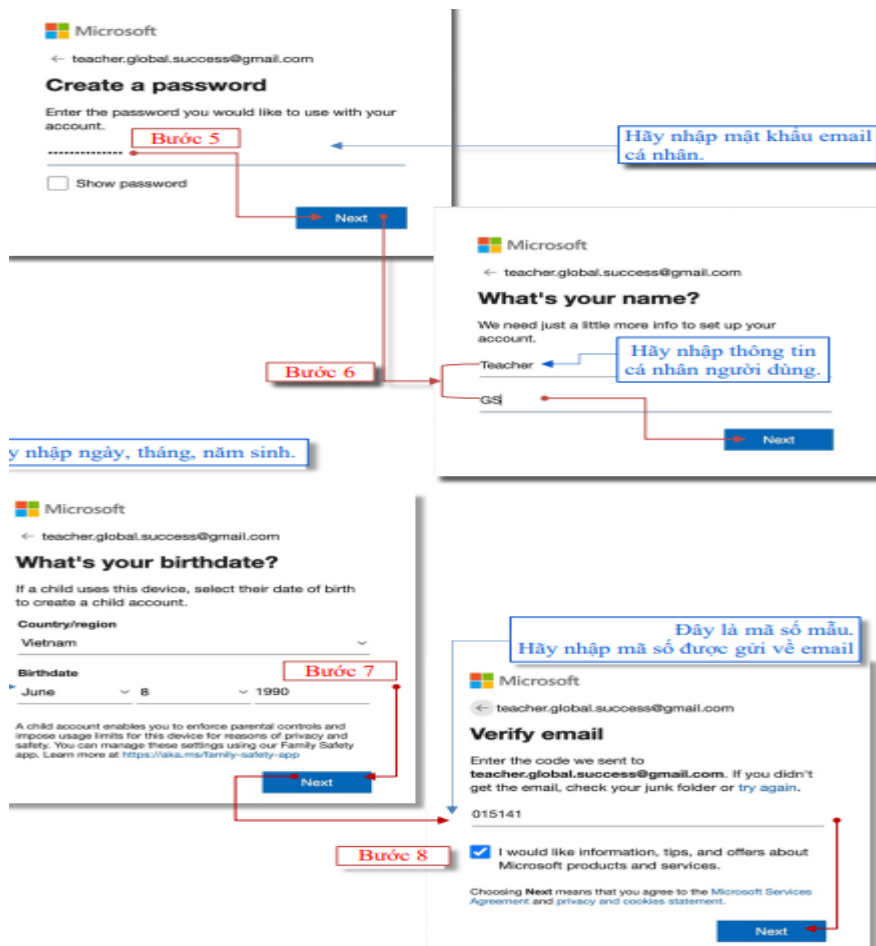 Microsoft
← teacher.global.success@gmail.com
Create a password
Enter the password you would like to use with your
account.
Bước 5
••••••••••••••
Show password
Next
Hãy nhập mật khẩu email
cá nhân.
Microsoft
← teacher.global.success@gmail.com
What's your name?
We need just a little more info to set up your
account.
Teacher
Hãy nhập thông tin
cá nhân người dùng.
Bước 6
GS
Next
y nhập ngày, tháng, năm sinh.
Microsoft
← teacher.global.success@gmail.com
What's your birthdate?
If a child uses this device, select their date of birth
to create a child account.
Country/region
Vietnam
Birthdate
Bước 7
June 8 1990
A child account enables you to enforce parental controls and
impose usage limits for this device for reasons of privacy and
safety. You can manage these settings using our Family Safety
app. Learn more at https://aka.ms/family-safety-app
Next
Đây là mã số mẫu.
Hãy nhập mã số được gửi về email
Microsoft
← teacher.global.success@gmail.com
Verify email
Enter the code we sent to
teacher.global.success@gmail.com. If you didn't
get the email, check your junk folder or try again.
015141
Bước 8
I would like information, tips, and offers about
Microsoft products and services.
Choosing Next means that you agree to the Microsoft Services
Agreement and privacy and cookies statement.
Next